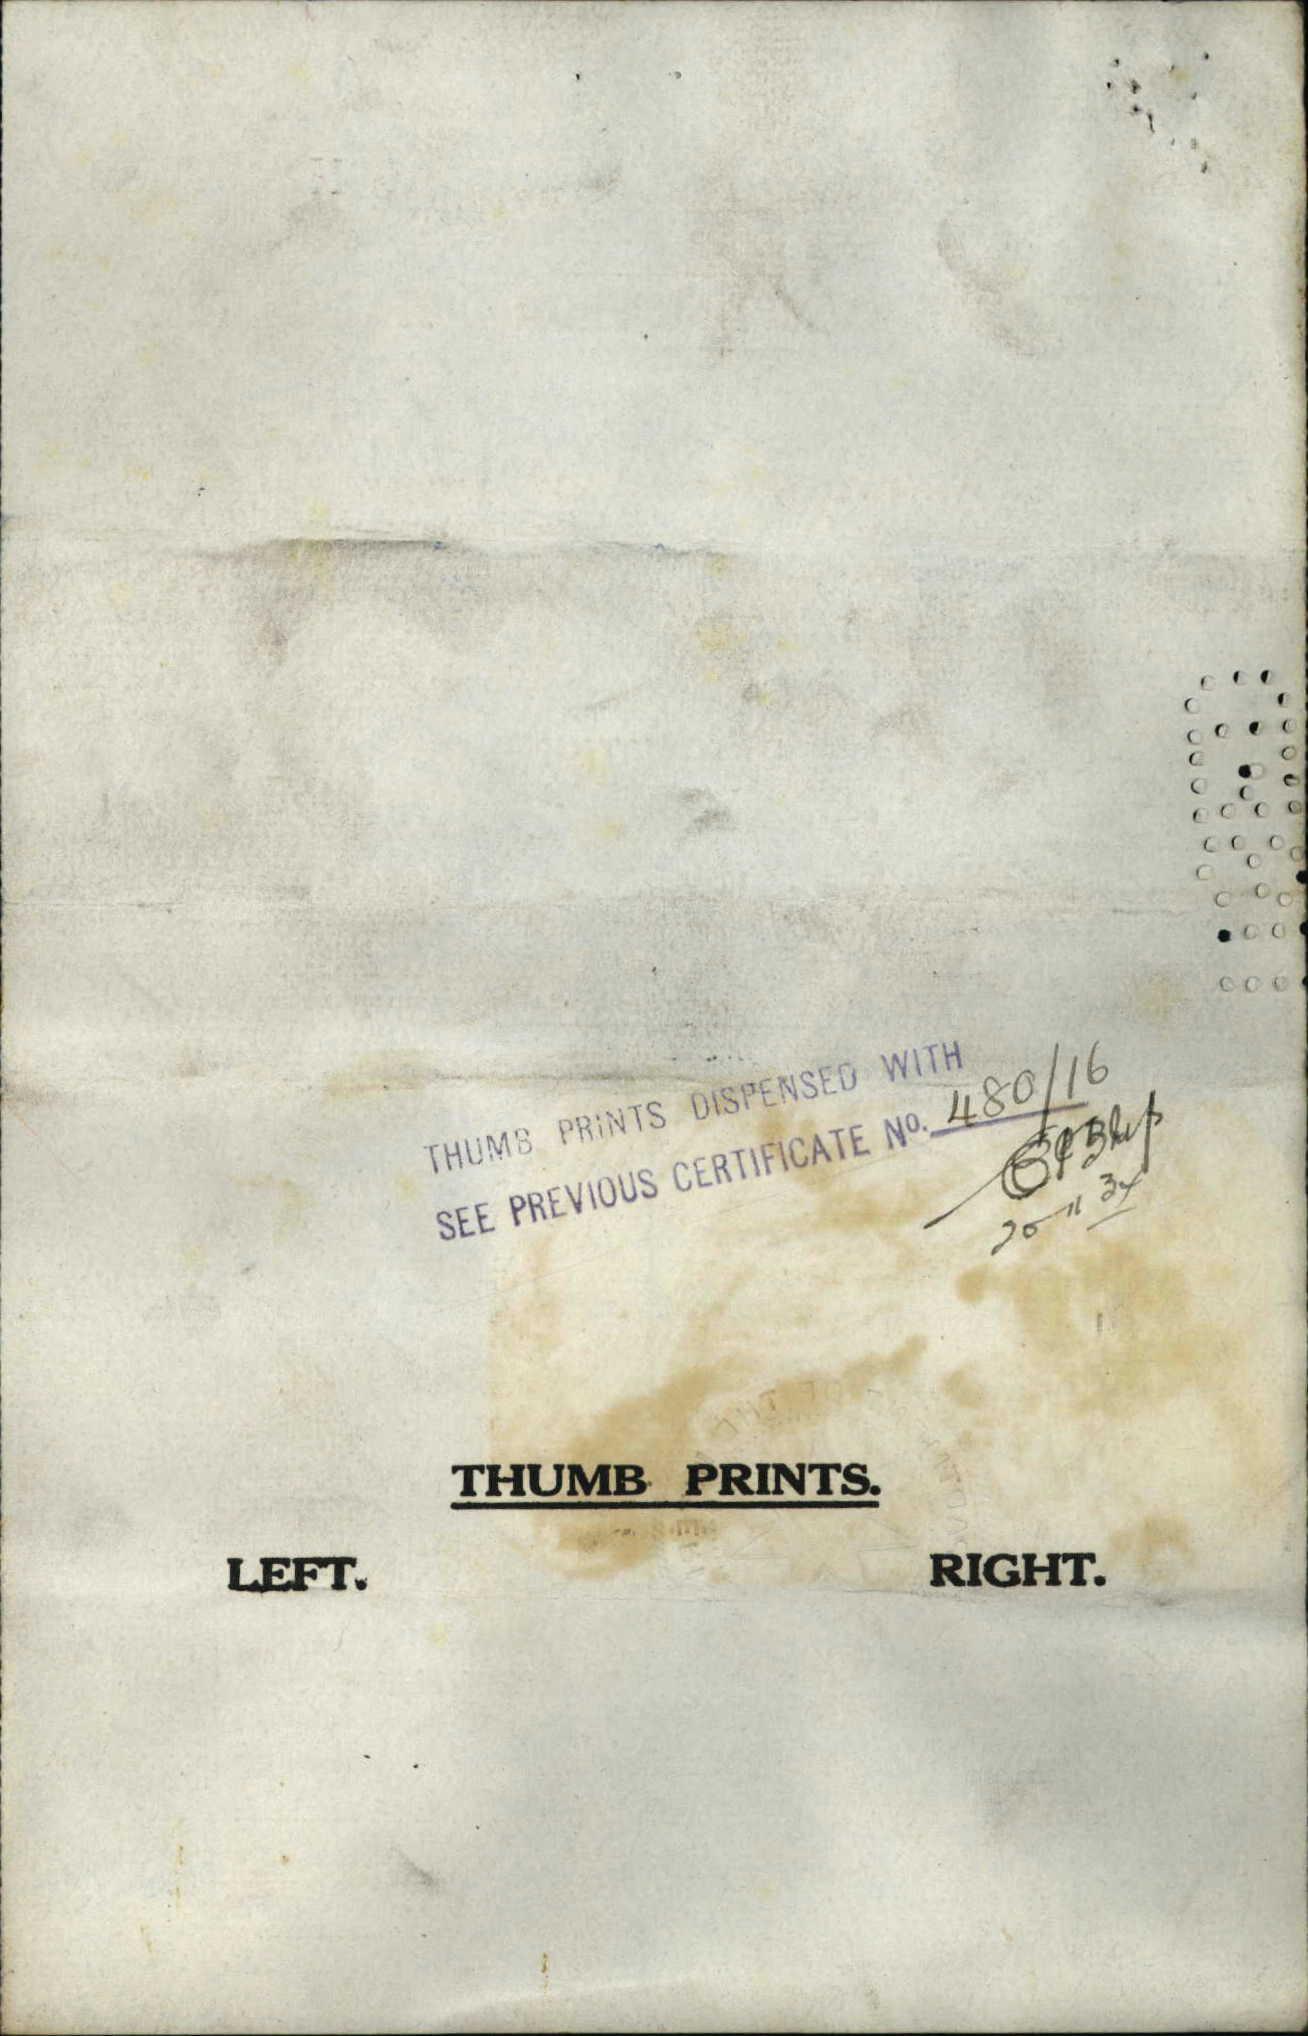 THUMB PRINTS DISPENSED WITH
SEE PREVIOUS CERTIFICATE No. 480/16
THUMB PRINTS.
LEFT. RIGHT.